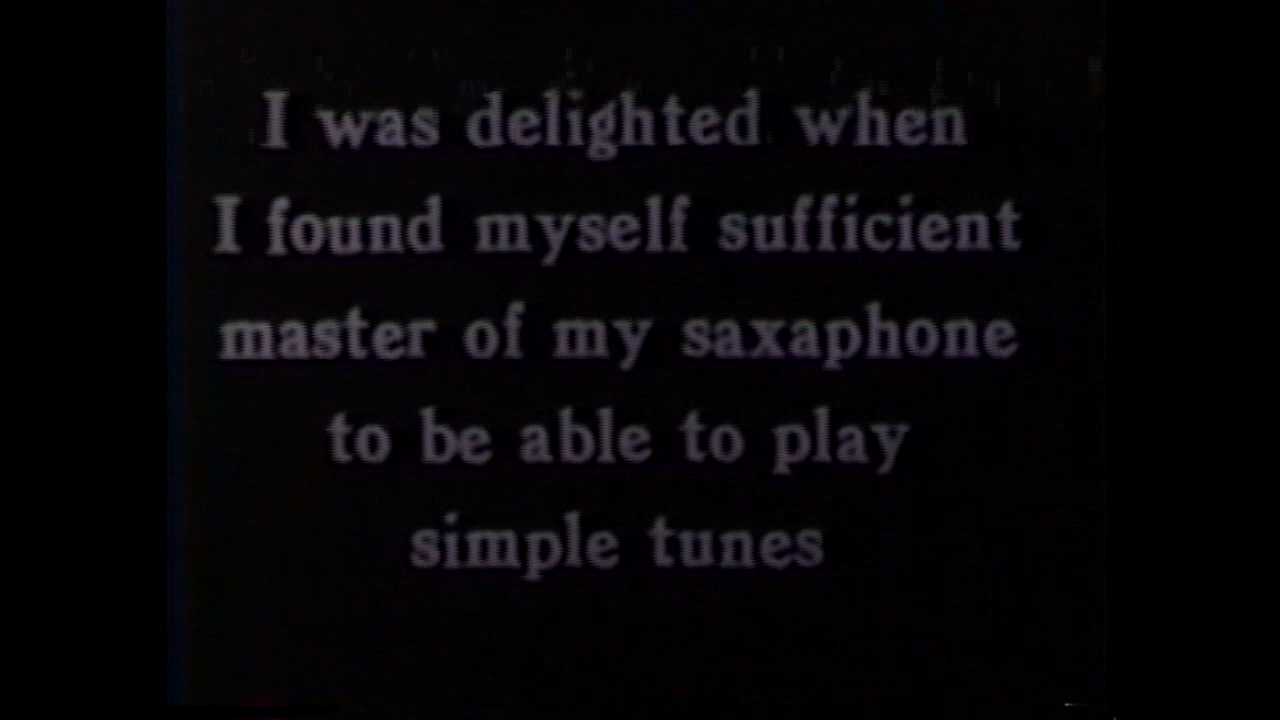 I was delighted when
I found myself sufficient
master of my saxaphone
to be able to play
simple tunes